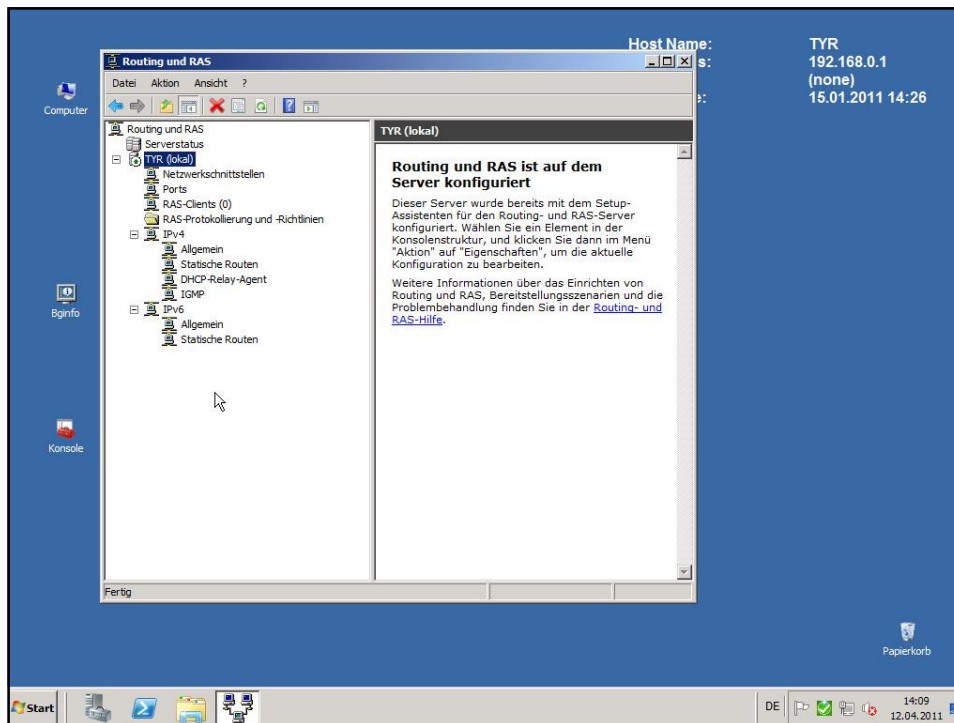 Host Name:
TYR
s:
192.168.0.1
(none)
e:
15.01.2011 14:26
Computer
Bginfo
Konsole
Papierkorb
Routing und RAS
Datei Aktion Ansicht ?
Routing und RAS
Serverstatus
TYR (lokal)
Netzwerkschnittstellen
Ports
RAS-Clients (0)
RAS-Protokollierung und -Richtlinien
IPv4
Allgemein
Statische Routen
DHCP-Relay-Agent
IGMP
IPv6
Allgemein
Statische Routen
TYR (lokal)
Routing und RAS ist auf dem
Server konfiguriert
Dieser Server wurde bereits mit dem Setup-
Assistenten für den Routing- und RAS-Server
konfiguriert. Wählen Sie ein Element in der
Konsolenstruktur, und klicken Sie dann im Menü
"Aktion" auf "Eigenschaften", um die aktuelle
Konfiguration zu bearbeiten.
Weitere Informationen über das Einrichten von
Routing und RAS, Bereitstellungsszenarien und die
Problembehandlung finden Sie in der Routing- und
RAS-Hilfe.
Fertig
Start
DE
14:09
12.04.2011